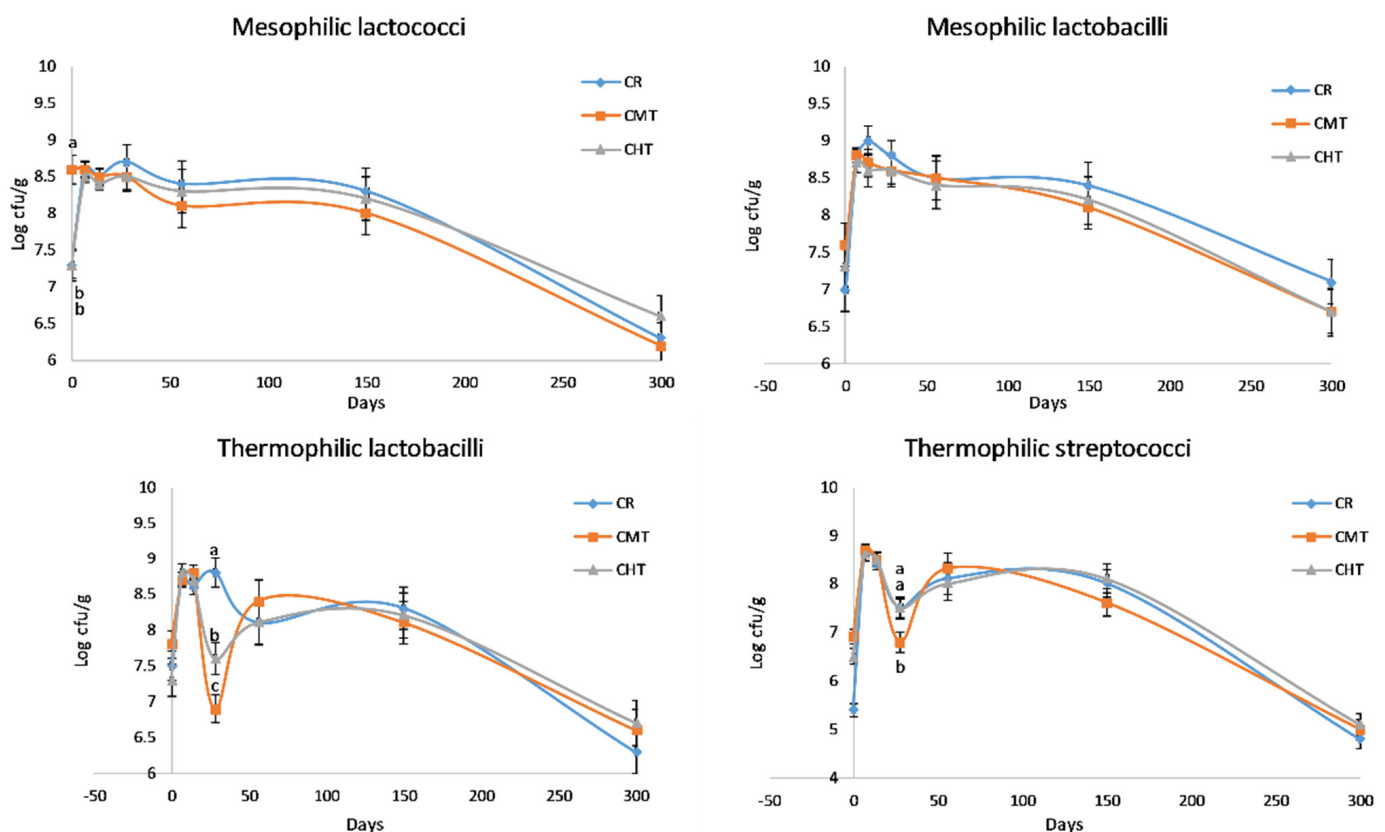 Mesophilic lactococci
10
9.5
9
8.5
8
7.5
7
6.5
6
Log cfu/g
a
b
b
CR
CMT
CHT
0
50
100
150
200
250
300
Days
Mesophilic lactobacilli
10
9.5
9
8.5
8
7.5
7
6.5
6
Log cfu/g
CR
CMT
CHT
-50
0
50
100
150
200
250
300
Days
Thermophilic lactobacilli
10
9.5
9
8.5
8
7.5
7
6.5
6
Log cfu/g
a
b
c
CR
CMT
CHT
-50
0
50
100
150
200
250
300
Days
Thermophilic streptococci
10
9
8
7
6
5
4
Log cfu/g
a
a
b
CR
CMT
CHT
-50
0
50
100
150
200
250
300
Days